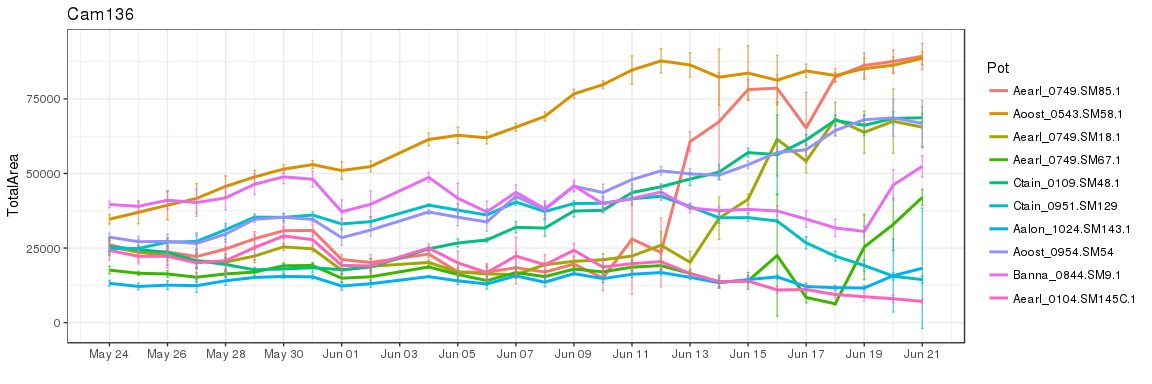 Cam136
TotalArea
75000
50000
25000
0
May 24 May 26 May 28 May 30 Jun 01 Jun 03 Jun 05 Jun 07 Jun 09 Jun 11 Jun 13 Jun 15 Jun 17 Jun 19 Jun 21
Pot
Aearl_0749.SM85.1
Aoost_0543.SM58.1
Aearl_0749.SM18.1
Aearl_0749.SM67.1
Ctain_0109.SM48.1
Ctain_0951.SM129
Aalon_1024.SM143.1
Aoost_0954.SM54
Banna_0844.SM9.1
Aearl_0104.SM145C.1